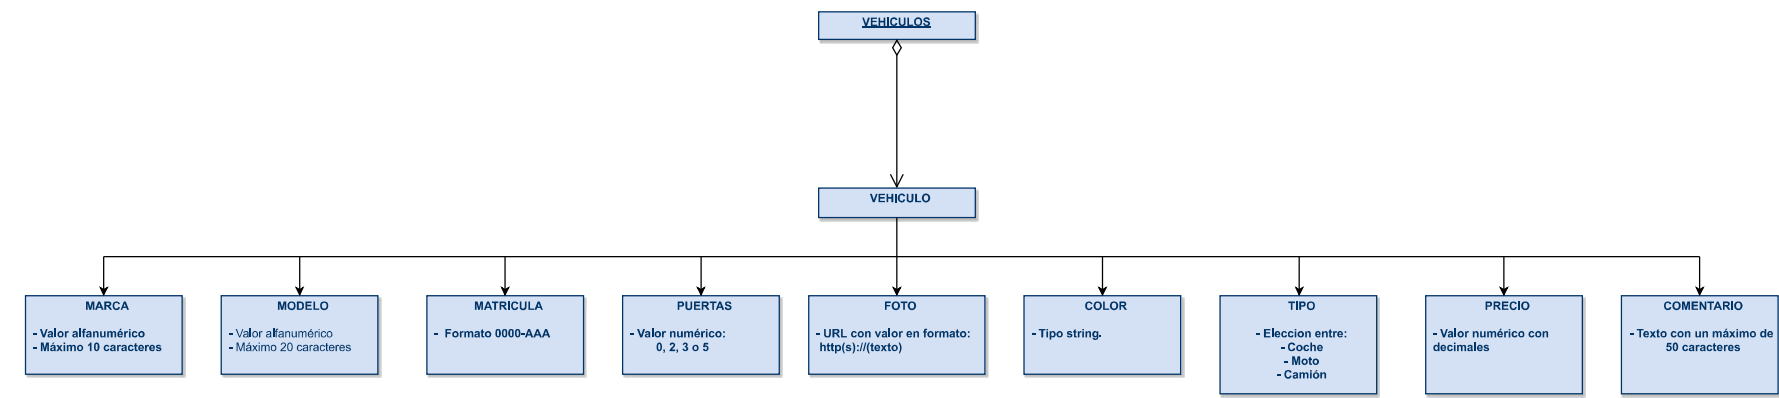 VEHICULOS
VEHICULO
MARCA
- Valor alfanumérico
- Máximo 10 caracteres
MODELO
- Valor alfanumérico
- Máximo 20 caracteres
MATRICULA
- Formato 0000-AAA
PUERTAS
- Valor numérico:
0, 2, 3 o 5
FOTO
- URL con valor en formato:
http(s)://(texto)
COLOR
- Tipo string.
TIPO
- Eleccion entre:
- Coche
- Moto
- Camión
PRECIO
- Valor numérico con
decimales
COMENTARIO
- Texto con un máximo de
50 caracteres